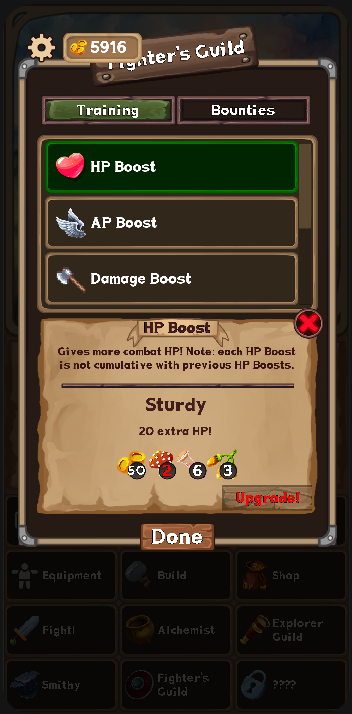 5916
Fighter's Guild
Training
Bounties
HP Boost
AP Boost
Damage Boost
HP Boost
Gives more combat HP! Note: each HP Boost
is not cumulative with previous HP Boosts.
Sturdy
20 extra HP!
50 2 6 3
Upgrade!
Done
Equipment
Build
Shop
Fight!
Alchemist
Explorer
Guild
Smithy
Fighter's
Guild
????